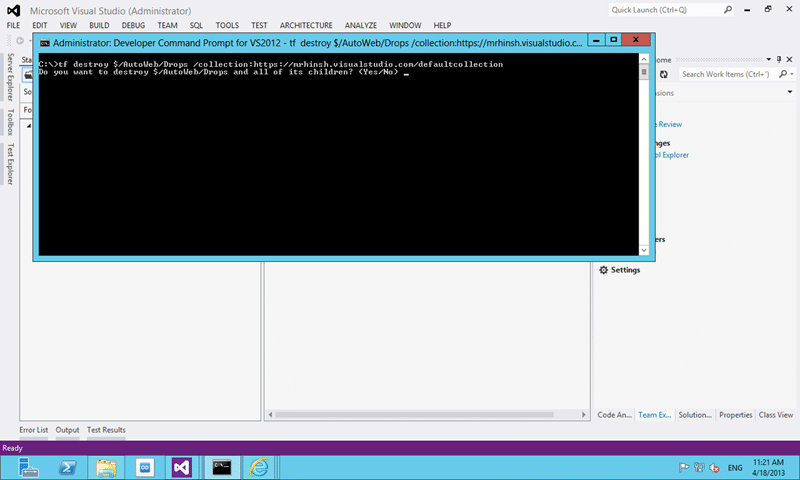 Microsoft Visual Studio (Administrator)
Quick Launch (Ctrl+Q)
FILE EDIT VIEW BUILD DEBUG TEAM SQL TOOLS TEST ARCHITECTURE ANALYZE WINDOW HELP
Administrator: Developer Command Prompt for VS2012 - tf destroy $/AutoWeb/Drops /collection:https://mrhinsh.visualstudio.c...
C:\>tf destroy $/AutoWeb/Drops /collection:https://mrhinsh.visualstudio.com/defaultcollection
Do you want to destroy $/AutoWeb/Drops and all of its children? (Yes/No) _
Server Explorer
Toolbox
Test Explorer
Sta
So
Fo
ome
Search Work Items (Ctrl+')
ssions
e Review
nges
ol Explorer
ers
Settings
Code An... Team Ex... Solution... Properties Class View
Error List Output Test Results
Ready
ENG
11:21 AM
4/18/2013